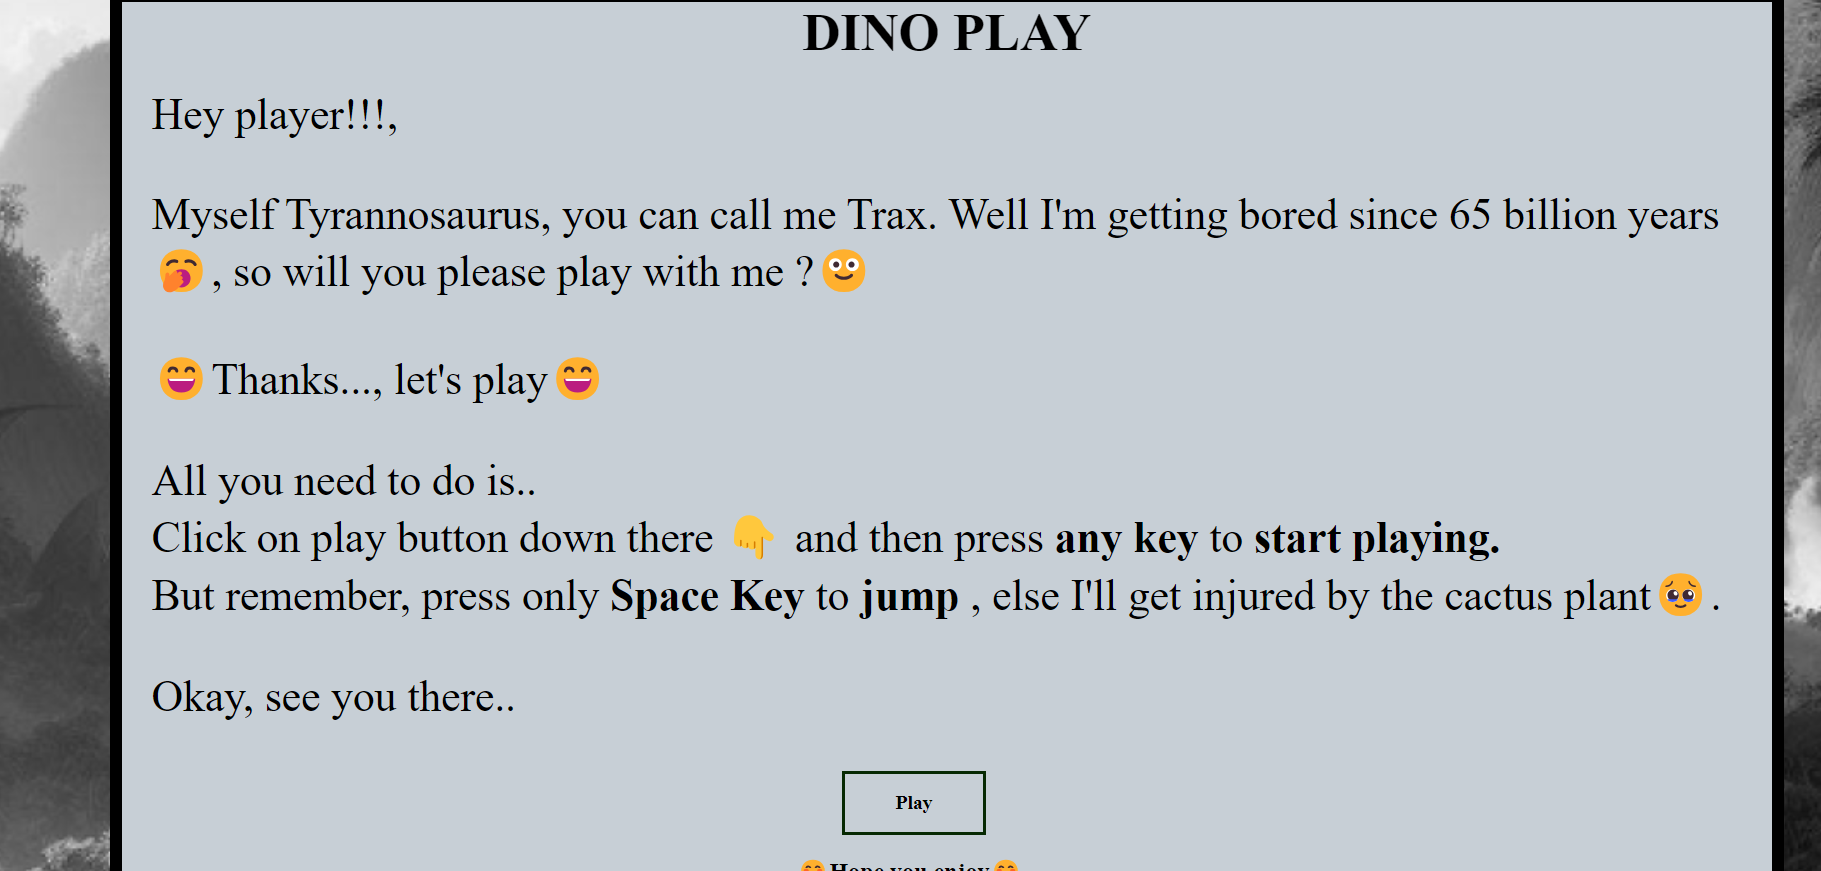 DINO PLAY
Hey player!!!,
Myself Tyrannosaurus, you can call me Trax. Well I'm getting bored since 65 billion years
🥱, so will you please play with me ?🙂
😄Thanks..., let's play😄
All you need to do is..
Click on play button down there 👇 and then press any key to start playing.
But remember, press only Space Key to jump , else I'll get injured by the cactus plant🥺.
Okay, see you there..
Play
😊Hope you enjoy😊